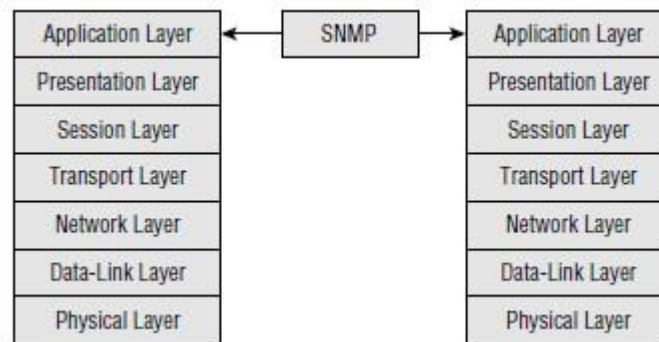 Application Layer
SNMP
Application Layer
Presentation Layer
Presentation Layer
Session Layer
Session Layer
Transport Layer
Transport Layer
Network Layer
Network Layer
Data-Link Layer
Data-Link Layer
Physical Layer
Physical Layer